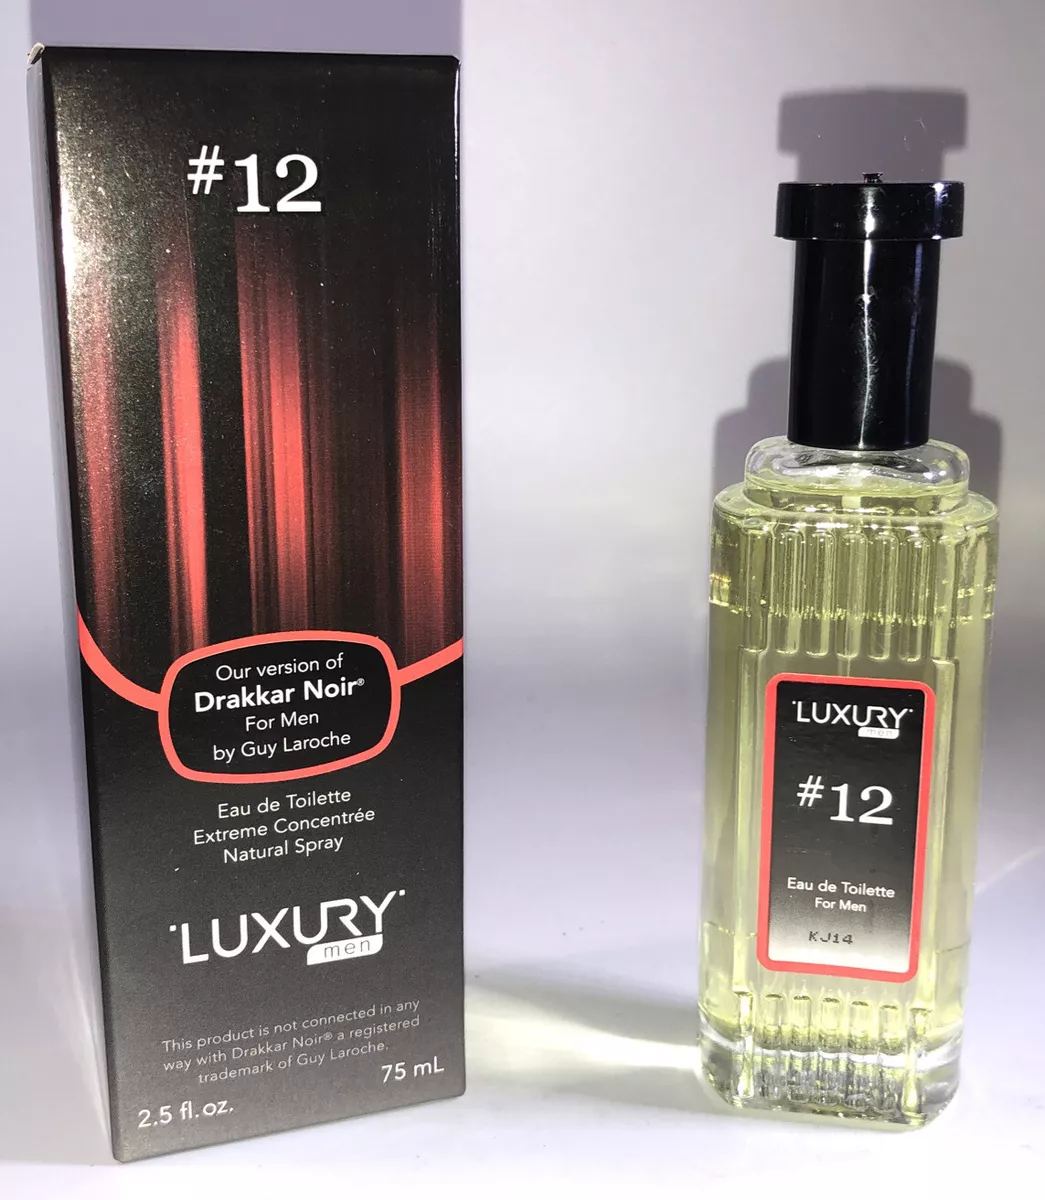 #12
Our version of
Drakkar Noir®
For Men
by Guy Laroche
Eau de Toilette
Extreme Concentrée
Natural Spray
LUXURY
men
This product is not connected in any
way with Drakkar Noir® a registered
trademark of Guy Laroche.
75 mL
2.5 fl. oz.
LUXURY
men
#12
Eau de Toilette
For Men
KJ14